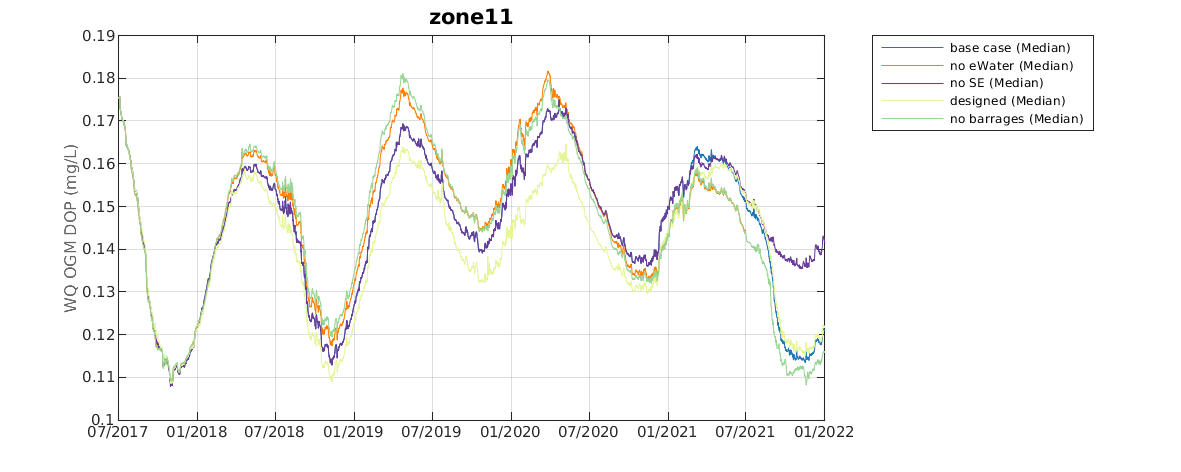 zone11
WQ OGM DOP (mg/L)
0.19
0.18
0.17
0.16
0.15
0.14
0.13
0.12
0.11
0.1
07/2017 01/2018 07/2018 01/2019 07/2019 01/2020 07/2020 01/2021 07/2021 01/2022
base case (Median)
no eWater (Median)
no SE (Median)
designed (Median)
no barrages (Median)